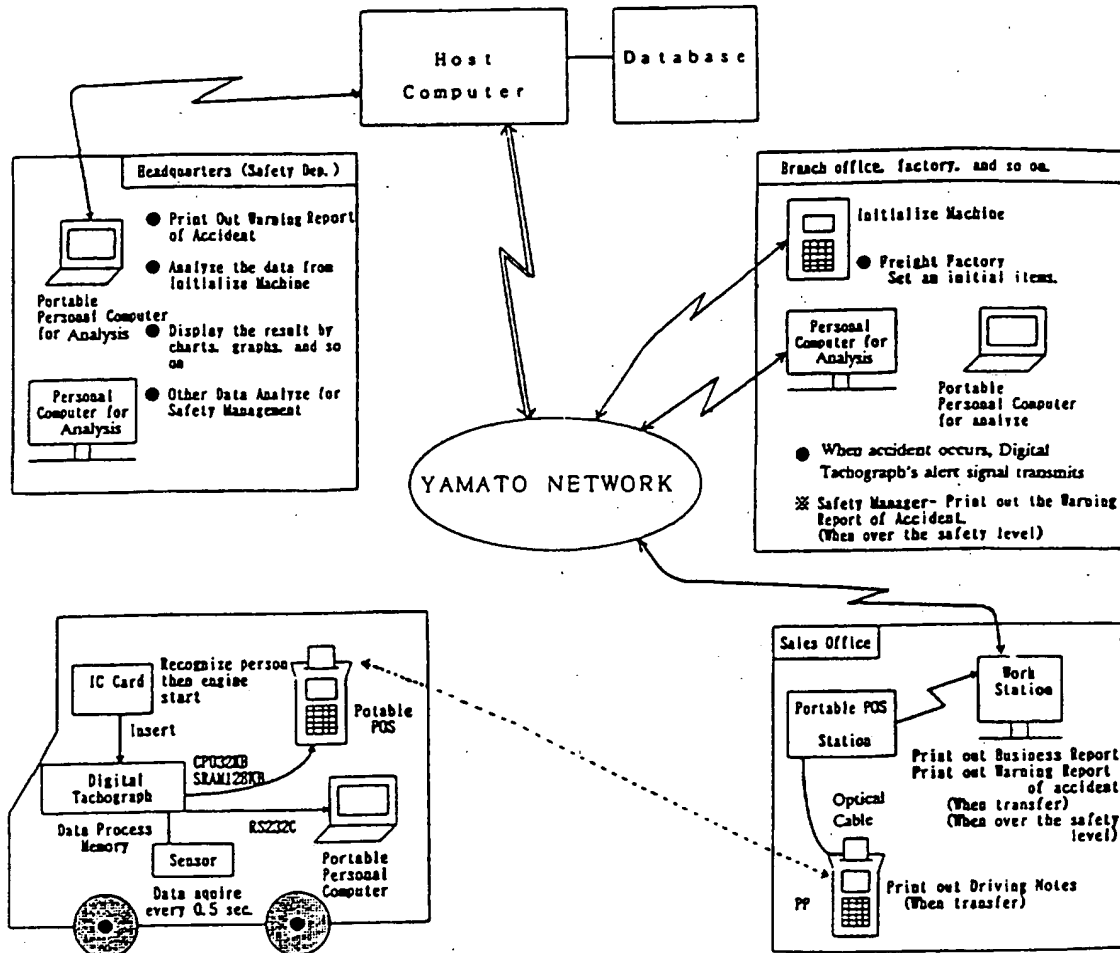 Host
Computer
Database
Headquarters (Safety Dep.)
● Print Out Warning Report
of Accident
● Analyze the data from
Initialize Machine
Portable
Personal Computer
for Analysis
● Display the result by
charts, graphs, and so
on
● Other Data Analyze for
Safety Management
Personal
Computer for
Analysis
Branch office, factory, and so on.
Initialize Machine
● Freight Factory
Set an initial items.
Personal
Computer for
Analysis
Portable
Personal Computer
for analyze
● When accident occurs, Digital
Tachograph's alert signal transmits
※ Safety Manager- Print out the Warning
Report of Accident.
(When over the safety level)
YAMATO NETWORK
IC Card
Recognize person
then engine
start
Potable
POS
Insert
CPU32KB
SRAM128KB
Digital
Tachograph
RS232C
Data Process
Memory
Sensor
Portable
Personal
Computer
Data aquire
every 0.5 sec.
Sales Office
Work
Station
Portable POS
Station
Print out Business Report
Print out Warning Report
of accident
(When transfer)
(When over the safety
level)
Optical
Cable
PP
Print out Driving Notes
(When transfer)